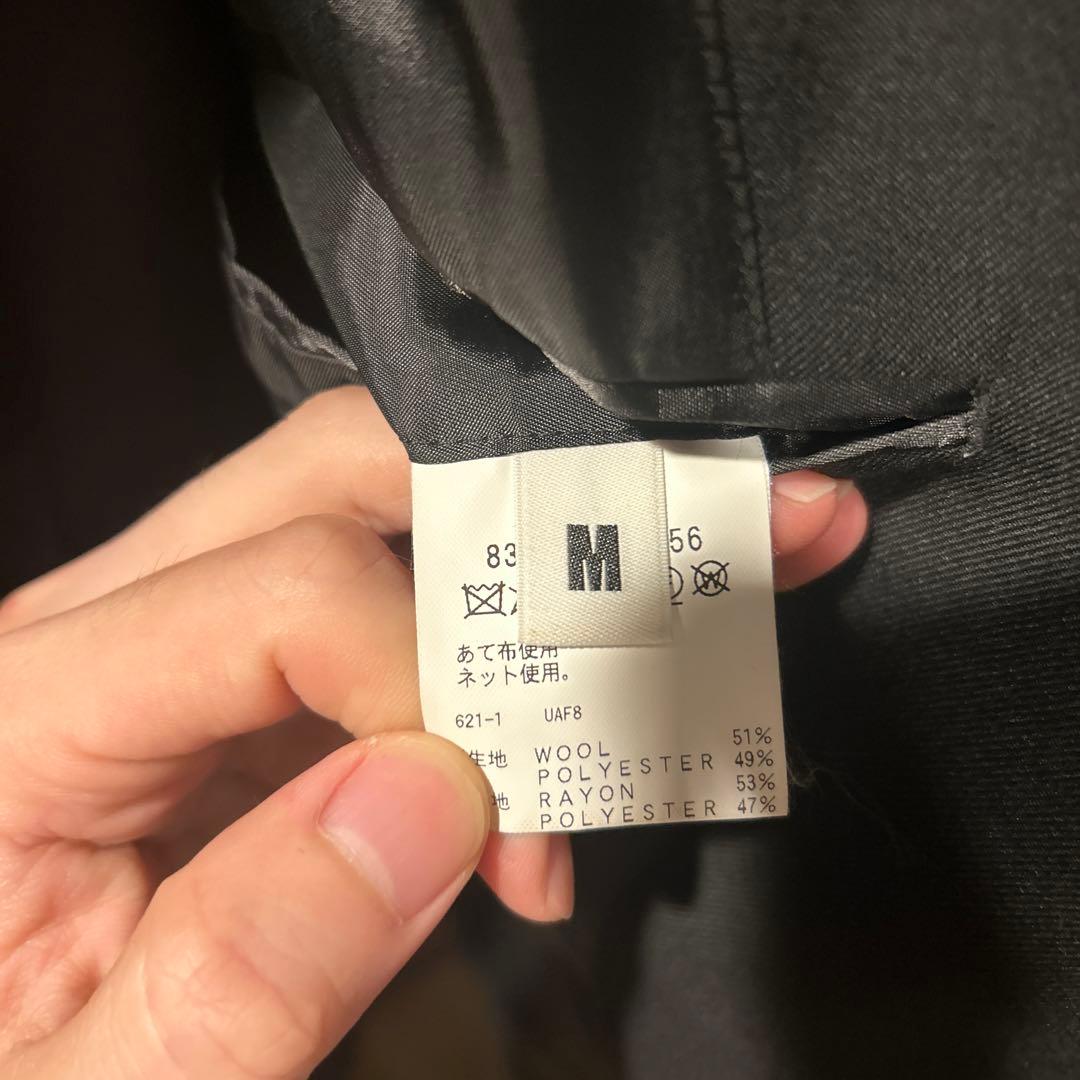 M
83
56
あて布使用
ネット使用。
621-1 UAF8
生地 WOOL 51%
POLYESTER 49%
地 RAYON 53%
POLYESTER 47%